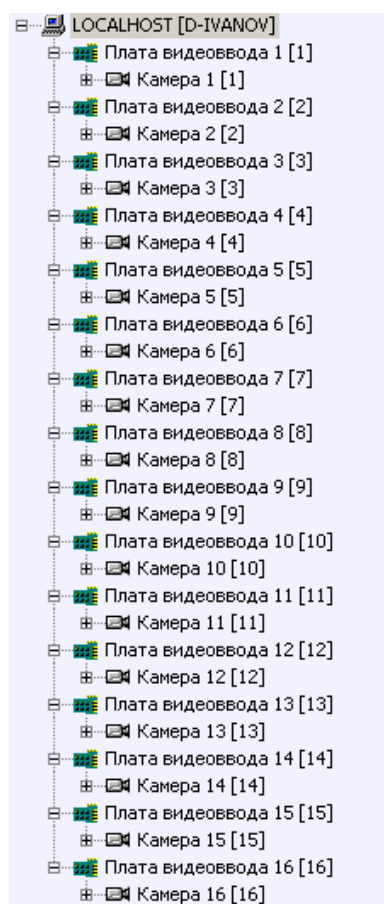 LOCALHOST [D-IVANOV]
Плата видеоввода 1 [1]
Камера 1 [1]
Плата видеоввода 2 [2]
Камера 2 [2]
Плата видеоввода 3 [3]
Камера 3 [3]
Плата видеоввода 4 [4]
Камера 4 [4]
Плата видеоввода 5 [5]
Камера 5 [5]
Плата видеоввода 6 [6]
Камера 6 [6]
Плата видеоввода 7 [7]
Камера 7 [7]
Плата видеоввода 8 [8]
Камера 8 [8]
Плата видеоввода 9 [9]
Камера 9 [9]
Плата видеоввода 10 [10]
Камера 10 [10]
Плата видеоввода 11 [11]
Камера 11 [11]
Плата видеоввода 12 [12]
Камера 12 [12]
Плата видеоввода 13 [13]
Камера 13 [13]
Плата видеоввода 14 [14]
Камера 14 [14]
Плата видеоввода 15 [15]
Камера 15 [15]
Плата видеоввода 16 [16]
Камера 16 [16]